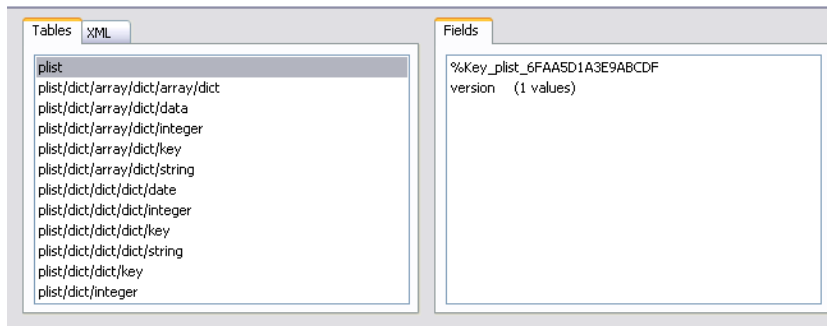 Tables XML
plist
plist/dict/array/dict/array/dict
plist/dict/array/dict/data
plist/dict/array/dict/integer
plist/dict/array/dict/key
plist/dict/array/dict/string
plist/dict/dict/dict/date
plist/dict/dict/dict/integer
plist/dict/dict/dict/key
plist/dict/dict/dict/string
plist/dict/dict/key
plist/dict/integer
Fields
%Key_plist_6FAA5D1A3E9ABCDF
version (1 values)